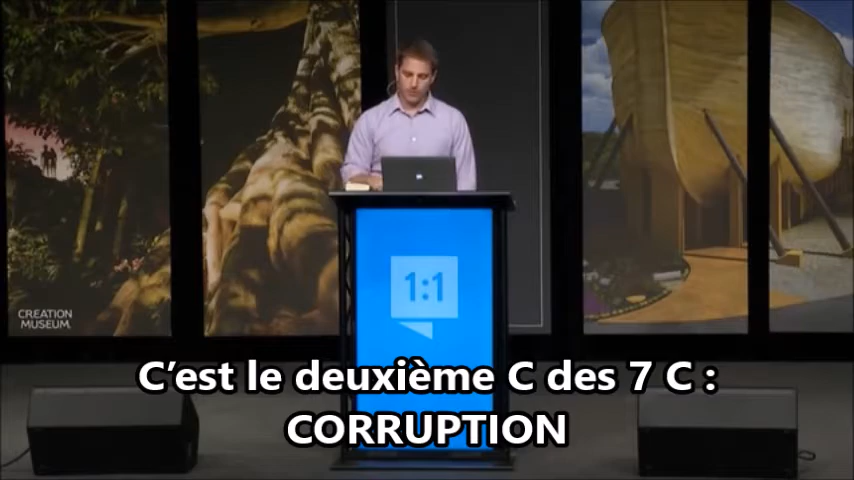 CREATION
MUSEUM
1:1
C’est le deuxième C des 7 C :
CORRUPTION